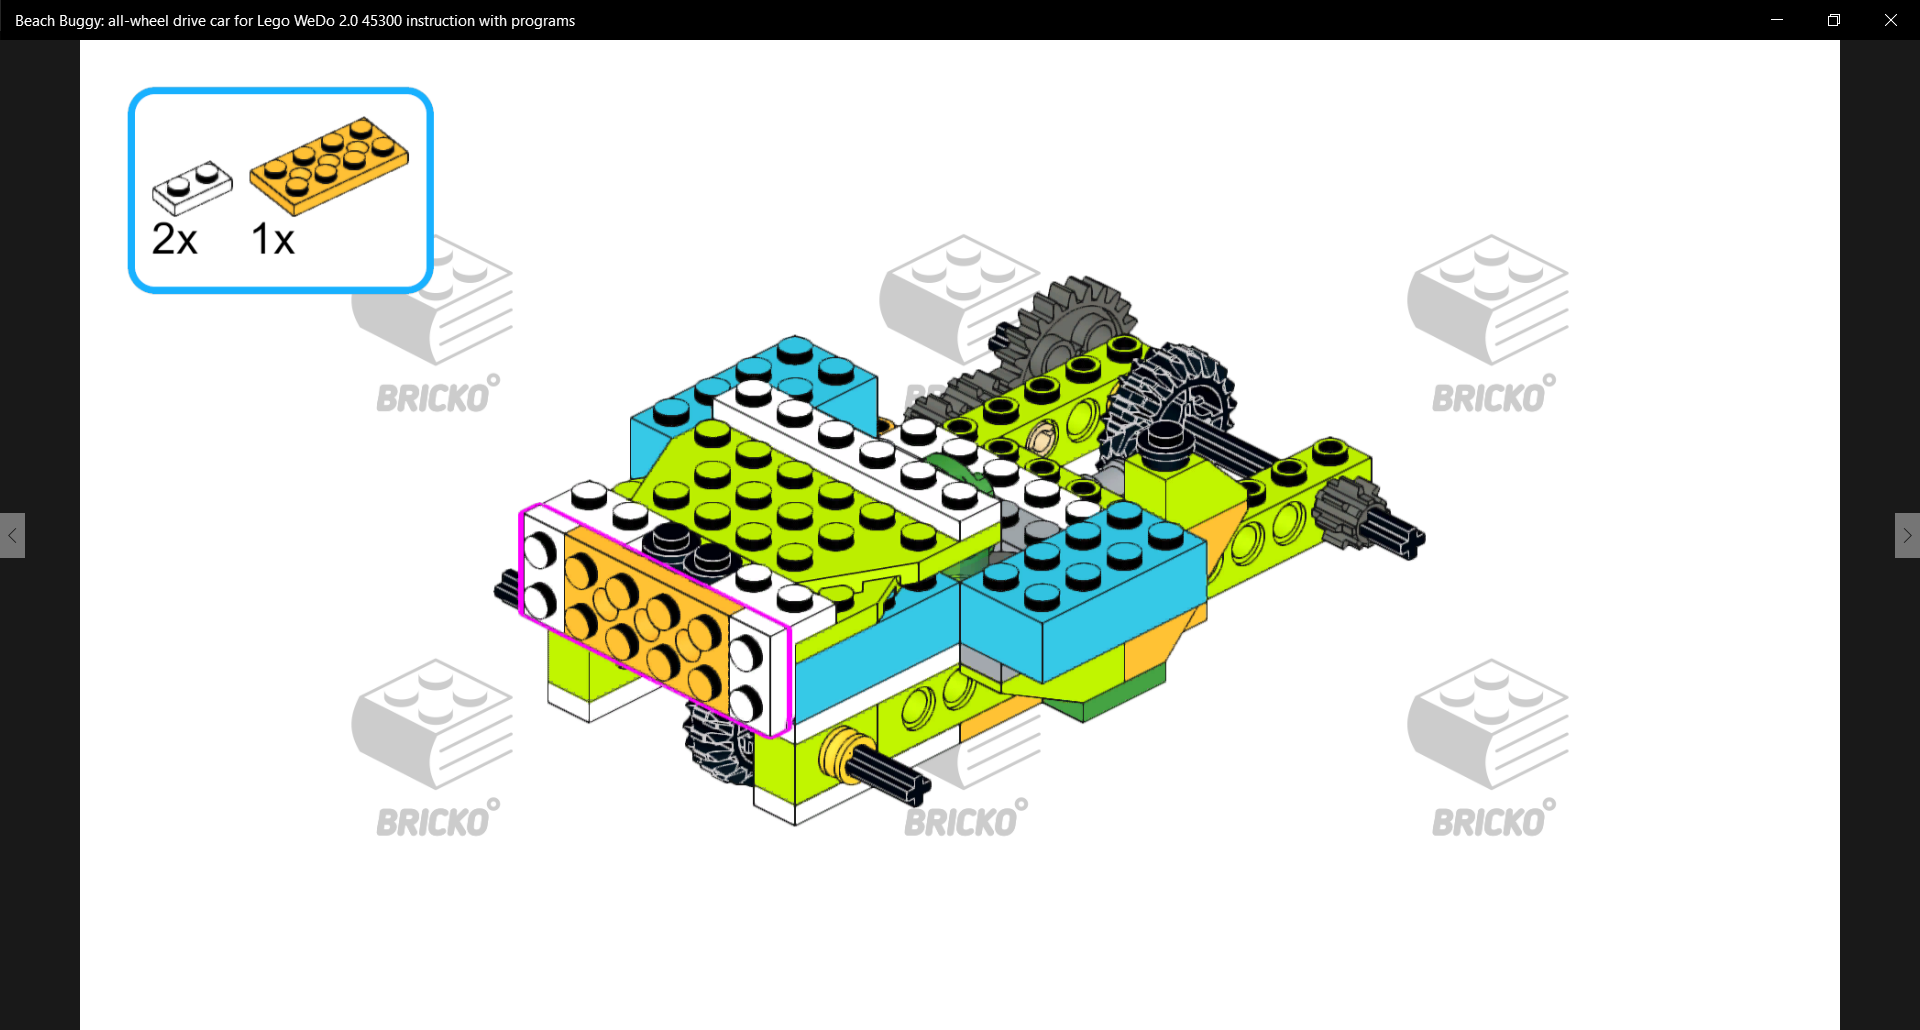 Beach Buggy: all-wheel drive car for Lego WeDo 2.0 45300 instruction with programs
2x 1x
BRICKO
BR
BRICKO
BRICKO
BRICKO
BRICKO